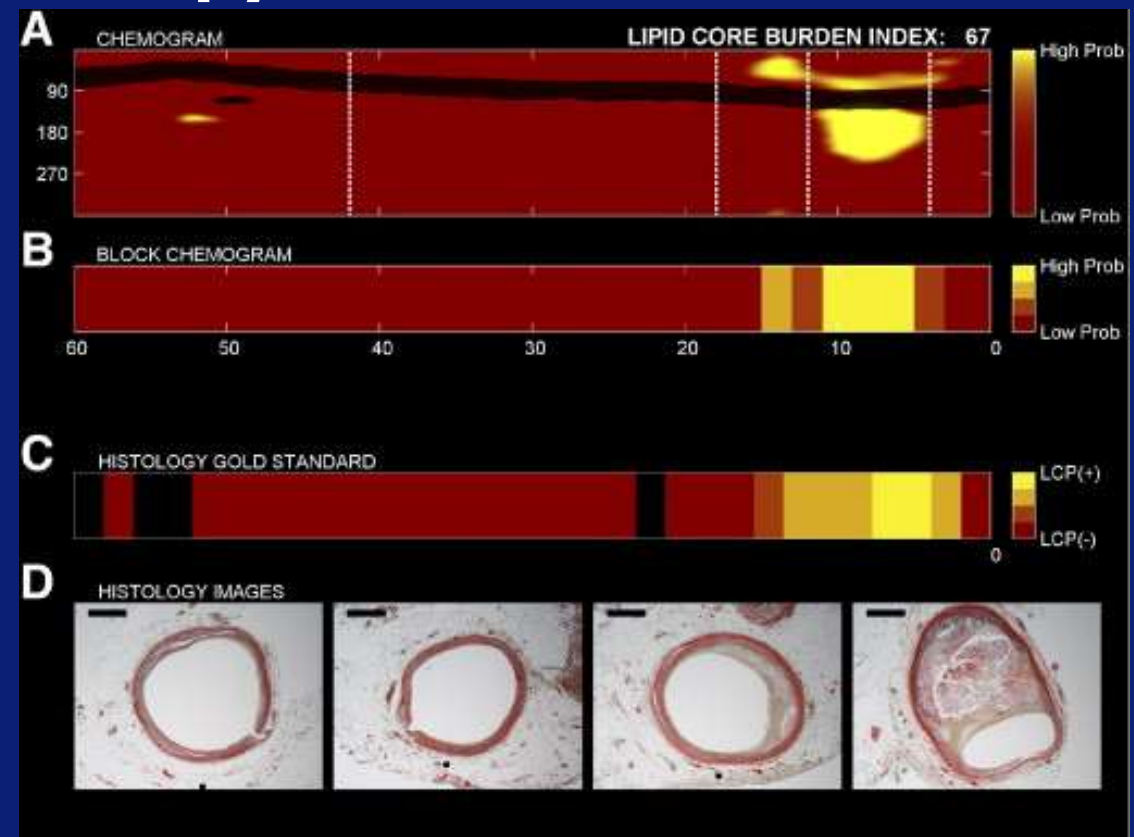 A
CHEMOGRAM
LIPID CORE BURDEN INDEX: 67
High Prob
90
180
270
Low Prob
B
BLOCK CHEMOGRAM
High Prob
Low Prob
60 50 40 30 20 10 0
C
HISTOLOGY GOLD STANDARD
LCP(+)
LCP(-)
0
D
HISTOLOGY IMAGES